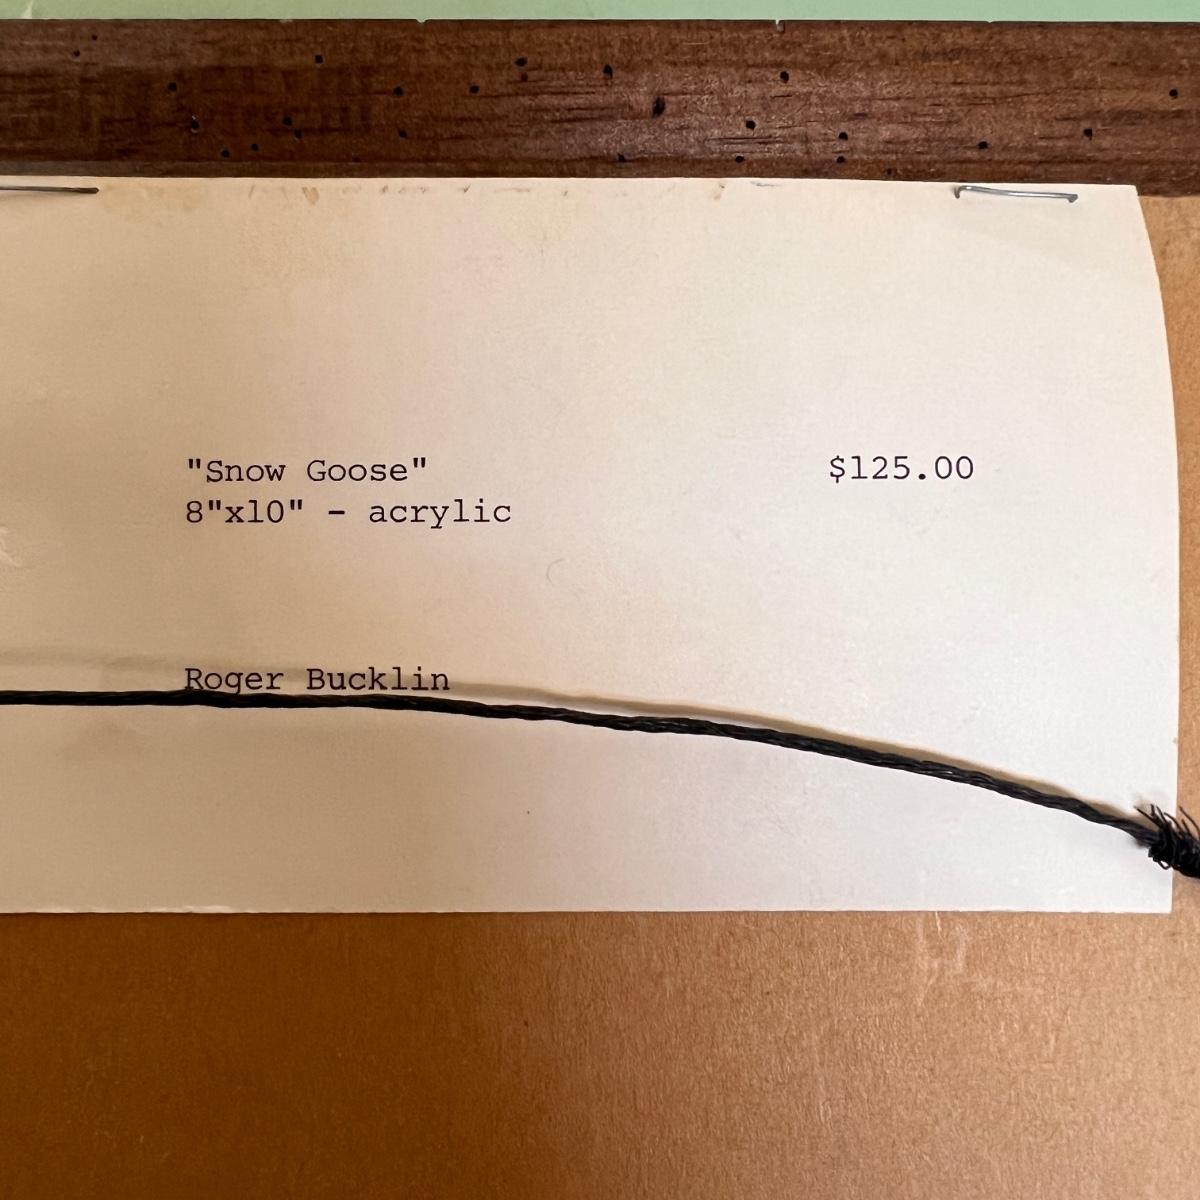 "Snow Goose" $125.00
8"x10" - acrylic
Roger Bucklin